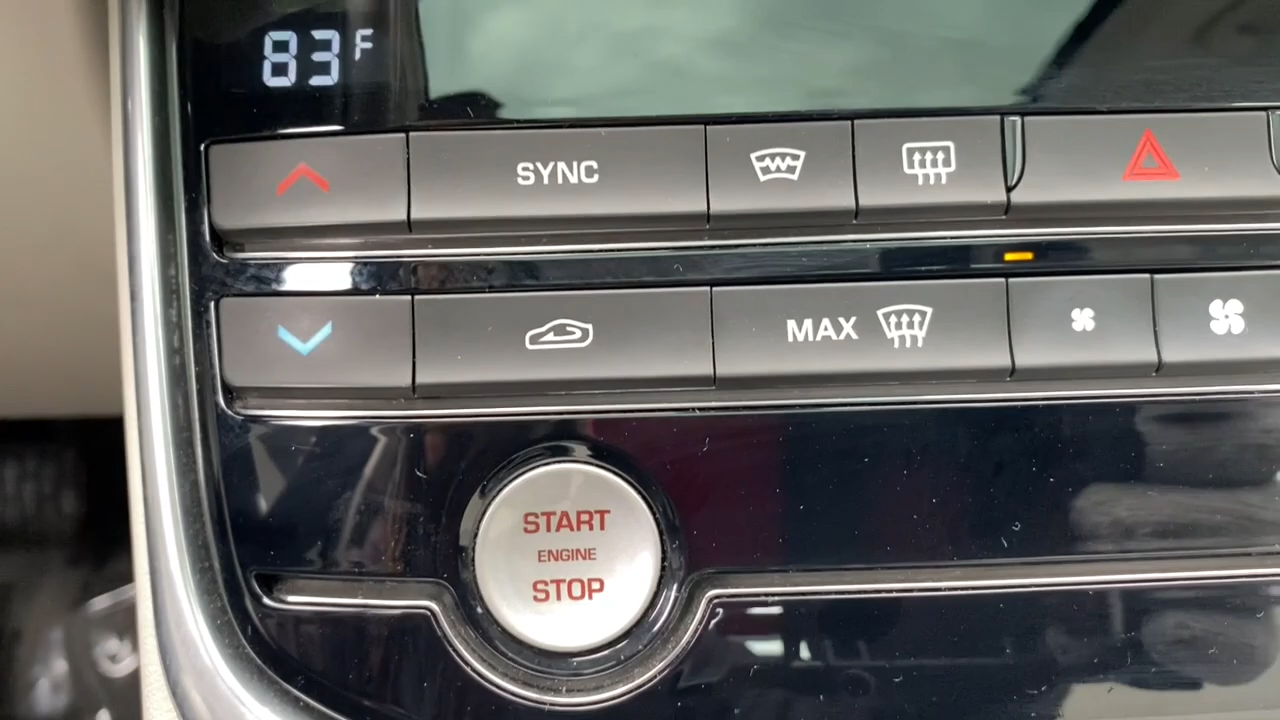 83F
SYNC
MAX
START
ENGINE
STOP